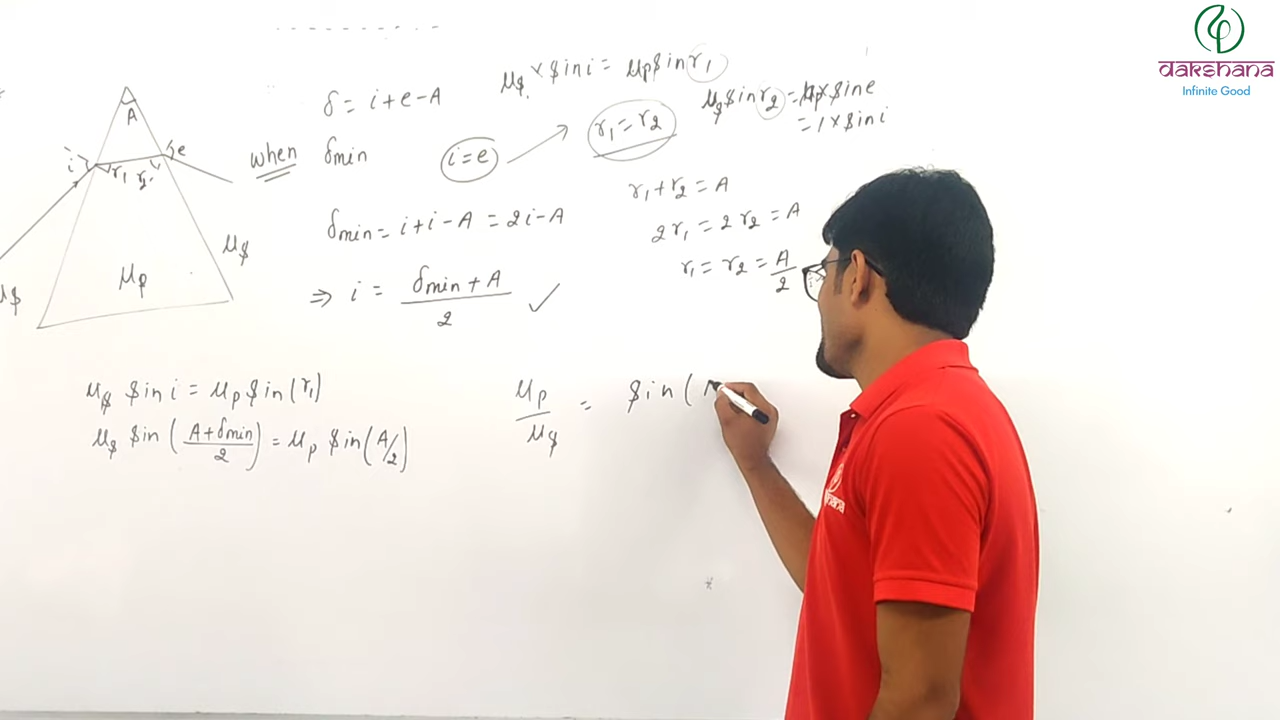 dakshana
Infinite Good
A
i
r₁ r₂
e
μₚ
μₛ
μₛ
δ = i + e - A
when δmin
i = e
δmin = i + i - A = 2i - A
⇒ i = (δmin + A)/2 ✓
μₛ × sin i = μₚ sin r₁
μₛ sin r₂ = μₚ × sin e
= 1 × sin i
r₁ = r₂
r₁ + r₂ = A
2r₁ = 2r₂ = A
r₁ = r₂ = A/2
μₛ sin i = μₚ sin(r₁)
μₛ sin((A + δmin)/2) = μₚ sin(A/2)
μₚ/μₛ = sin(